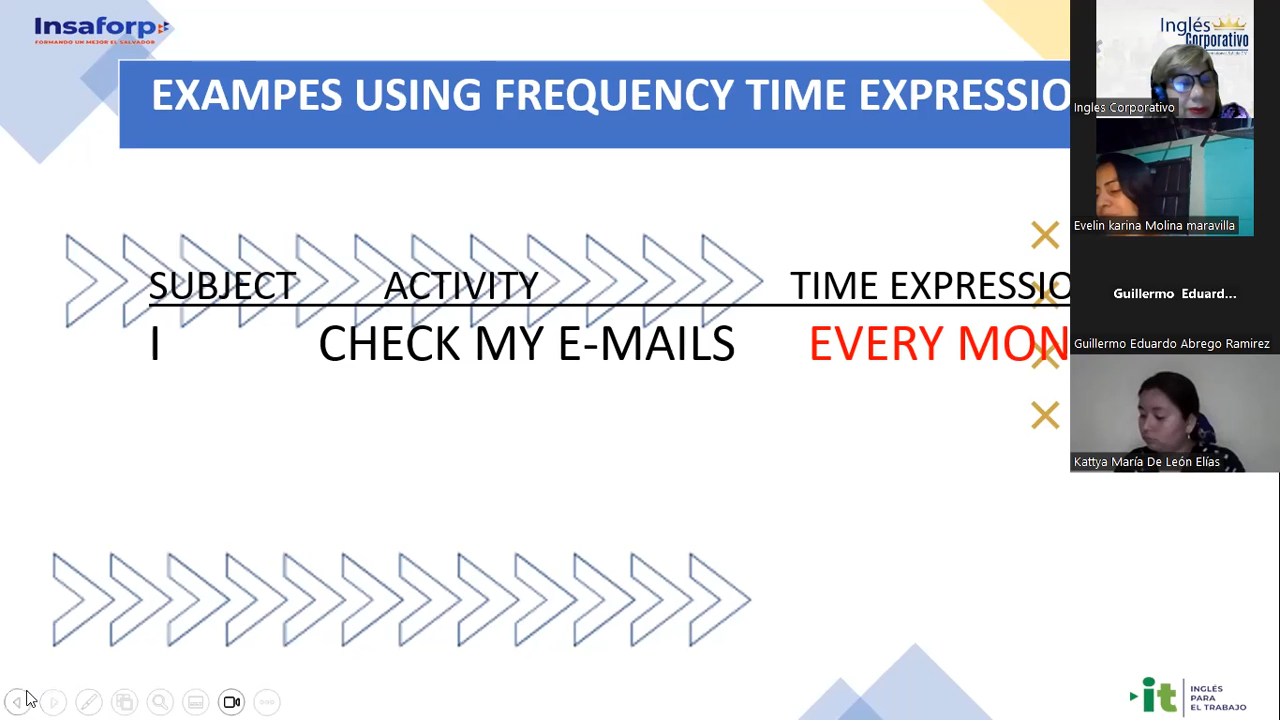 Insaforp
FORMANDO UN MEJOR EL SALVADOR
EXAMPES USING FREQUENCY TIME EXPRESSIO
SUBJECT ACTIVITY TIME EXPRESSIO
I CHECK MY E-MAILS EVERY MON
Inglés
Corporativo
Ingles Corporativo
Evelin karina Molina maravilla
Guillermo Eduard...
Guillermo Eduardo Abrego Ramirez
Kattya María De León Elías
it
INGLÉS
PARA
EL TRABAJO